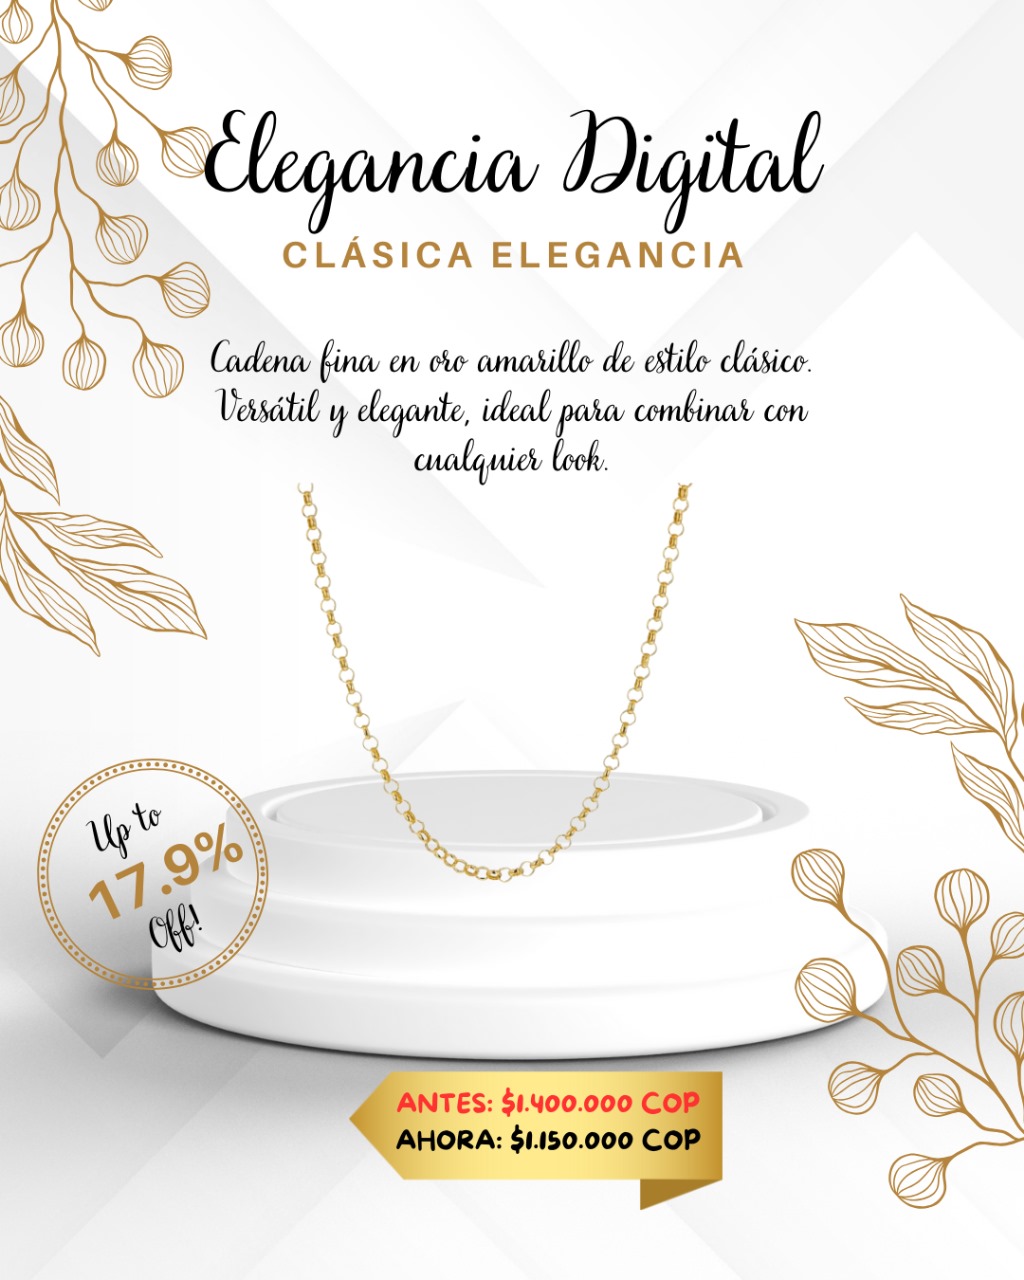 Elegancia Digital
CLÁSICA ELEGANCIA
Cadena fina en oro amarillo de estilo clásico.
Versátil y elegante, ideal para combinar con
cualquier look.
Up to
17.9%
Off!
ANTES: $1.400.000 COP
AHORA: $1.150.000 COP